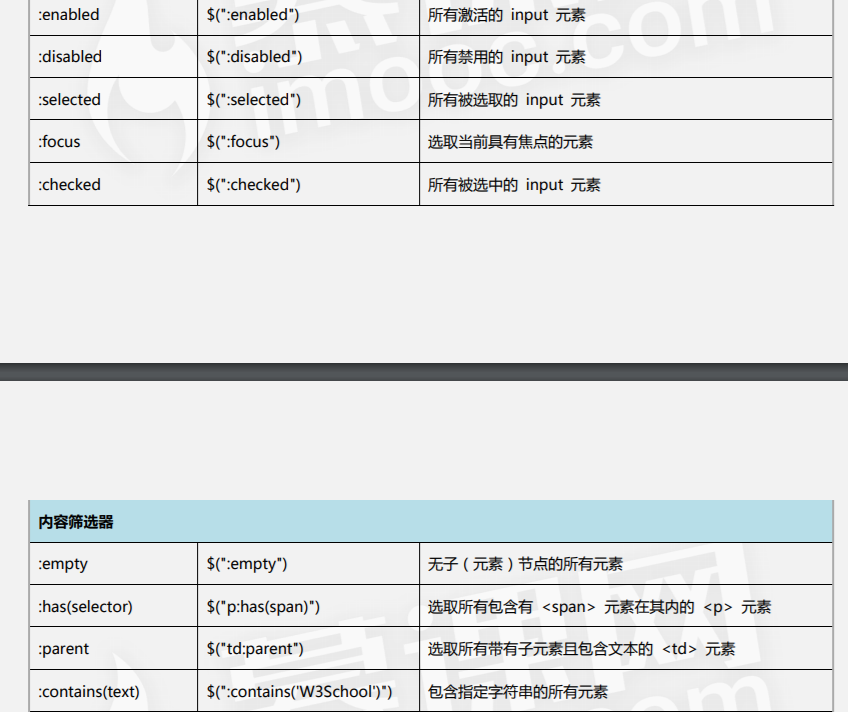 :enabled $(":enabled") 所有激活的 input 元素
:disabled $(":disabled") 所有禁用的 input 元素
:selected $(":selected") 所有被选取的 input 元素
:focus $(":focus") 选取当前具有焦点的元素
:checked $(":checked") 所有被选中的 input 元素
imooc.com
内容筛选器
:empty $(":empty") 无子（元素）节点的所有元素
:has(selector) $("p:has(span)") 选取所有包含有 <span> 元素在其内的 <p> 元素
:parent $("td:parent") 选取所有带有子元素且包含文本的 <td> 元素
:contains(text) $(":contains('W3School')") 包含指定字符串的所有元素
慕课网